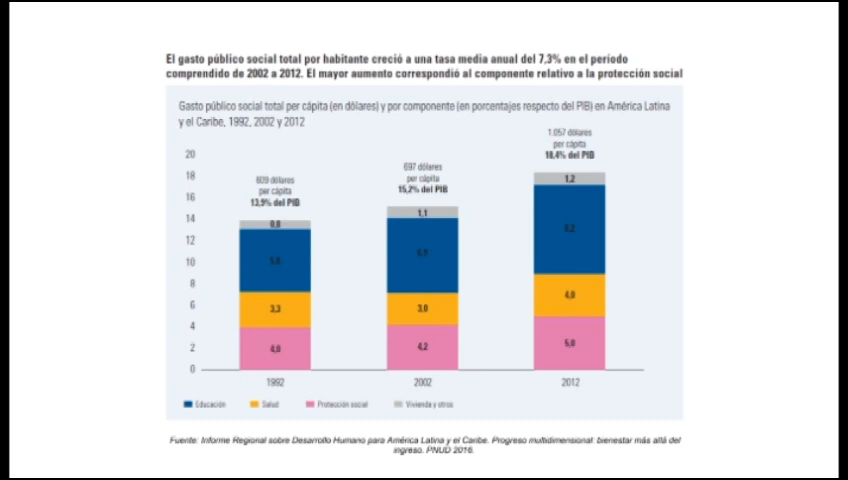 El gasto público social total por habitante creció a una tasa media anual del 7,3% en el período
comprendido de 2002 a 2012. El mayor aumento correspondió al componente relativo a la protección social
Gasto público social total per cápita (en dólares) y por componente (en porcentajes respecto del PIB) en América Latina
y el Caribe, 1992, 2002 y 2012
20
18
16
14
12
10
8
6
4
2
0
dólares
per cápita
13,9% del PIB
697 dólares
per cápita
15,2% del PIB
1.057 dólares
per cápita
18,4% del PIB
3,3
4,0
1,1
3,0
4,2
1,2
4,0
5,0
1992
2002
2012
Educación
Salud
Protección social
Vivienda y otros
Fuente: Informe Regional sobre Desarrollo Humano para América Latina y el Caribe. Progreso multidimensional: bienestar más allá del
ingreso. PNUD 2016.